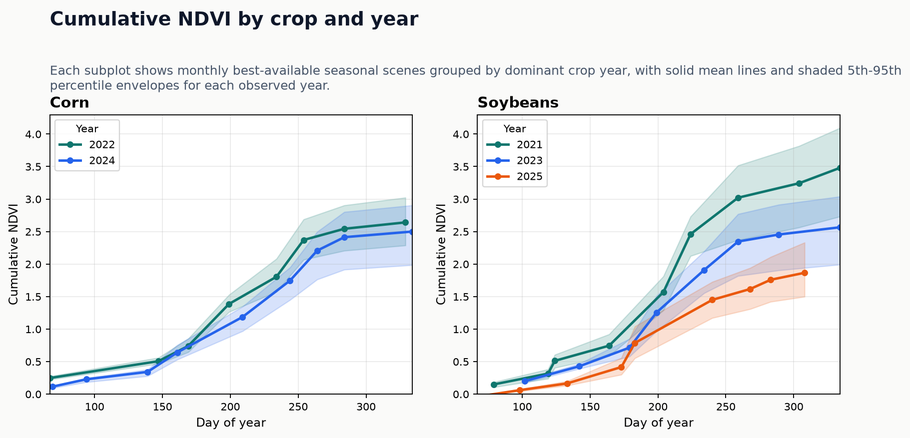 Cumulative NDVI by crop and year
Each subplot shows monthly best-available seasonal scenes grouped by dominant crop year, with solid mean lines and shaded 5th-95th
percentile envelopes for each observed year.
Corn
Year
2022
2024
4.0
3.5
3.0
2.5
2.0
1.5
1.0
0.5
0.0
Cumulative NDVI
100 150 200 250 300
Day of year
Soybeans
Year
2021
2023
2025
4.0
3.5
3.0
2.5
2.0
1.5
1.0
0.5
0.0
Cumulative NDVI
100 150 200 250 300
Day of year